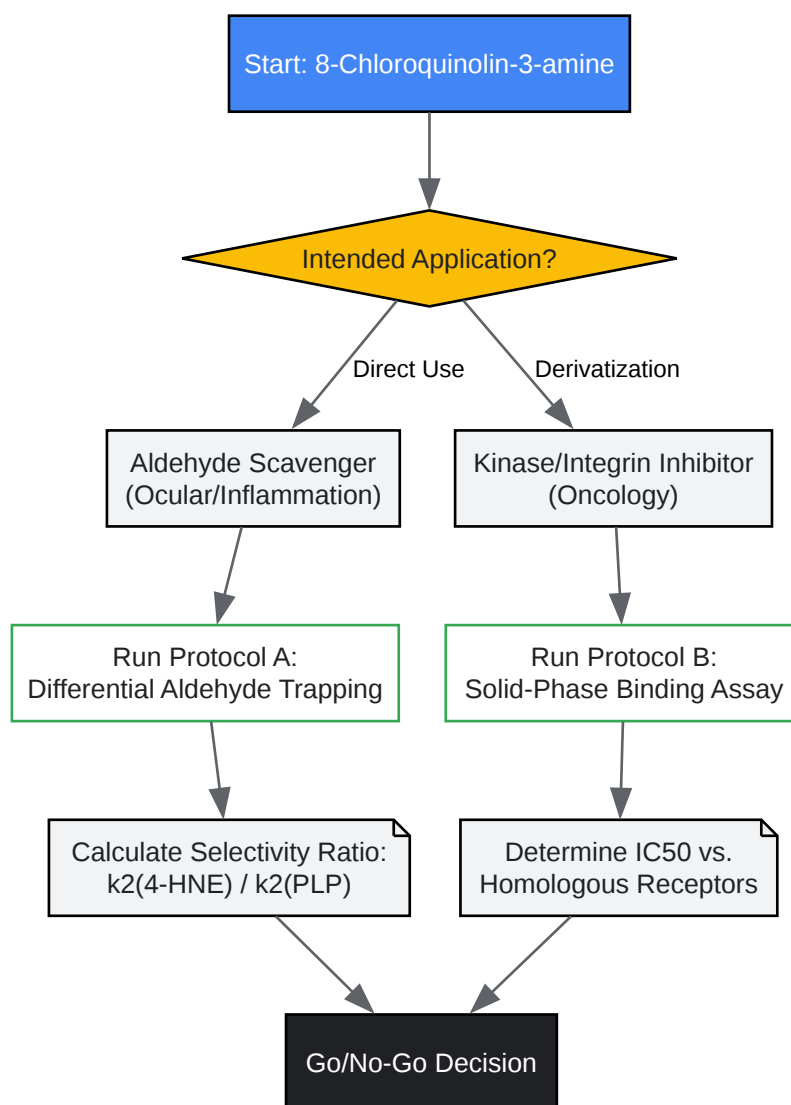 Start: 8-Chloroquinolin-3-amine
Intended Application?
Direct Use
Derivatization
Aldehyde Scavenger
(Ocular/Inflammation)
Kinase/Integrin Inhibitor
(Oncology)
Run Protocol A:
Differential Aldehyde Trapping
Run Protocol B:
Solid-Phase Binding Assay
Calculate Selectivity Ratio:
k2(4-HNE) / k2(PLP)
Determine IC50 vs.
Homologous Receptors
Go/No-Go Decision